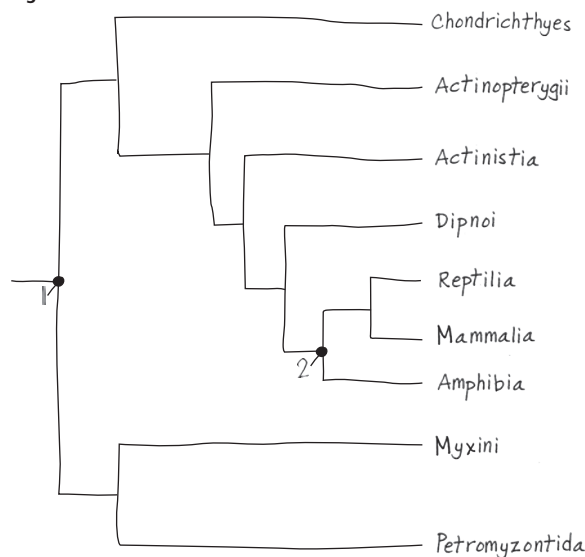 Chondrichthyes
Actinopterygii
Actinistia
Dipnoi
Reptilia
1
Mammalia
2
Amphibia
Myxini
Petromyzontida